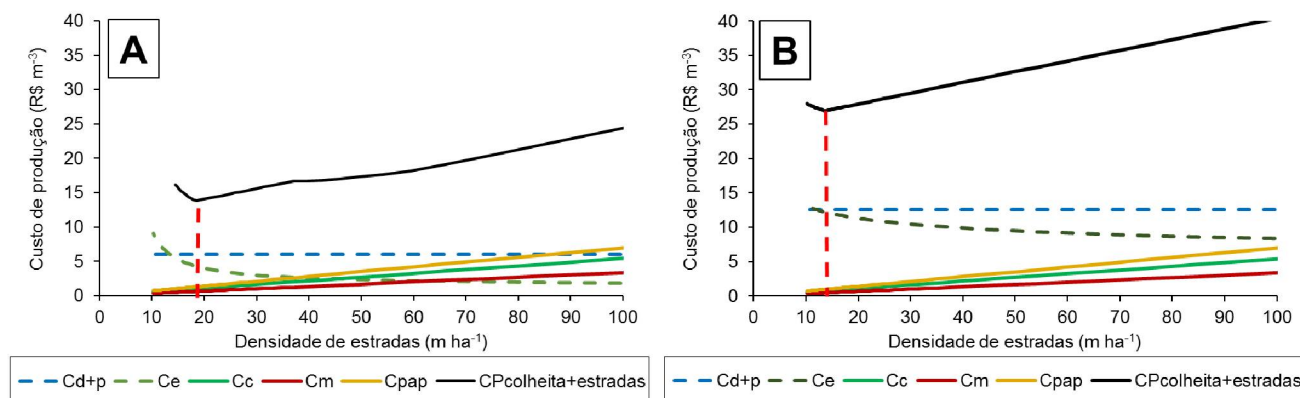 A
Custo de produção (R$ m-3)
40
35
30
25
20
15
10
5
0
0 10 20 30 40 50 60 70 80 90 100
Densidade de estradas (m ha-1)
Cd+p Ce Cc Cm Cpap CPcolheita+estradas
B
Custo de produção (R$ m-3)
40
35
30
25
20
15
10
5
0
0 10 20 30 40 50 60 70 80 90 100
Densidade de estradas (m ha-1)
Cd+p Ce Cc Cm Cpap CPcolheita+estradas